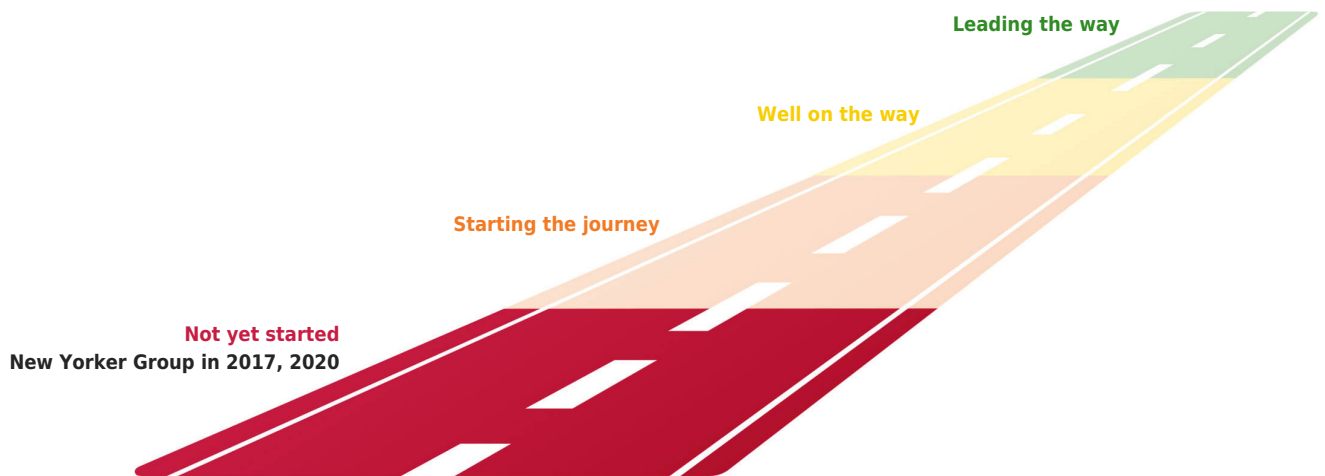 Leading the way
Well on the way
Starting the journey
Not yet started
New Yorker Group in 2017, 2020